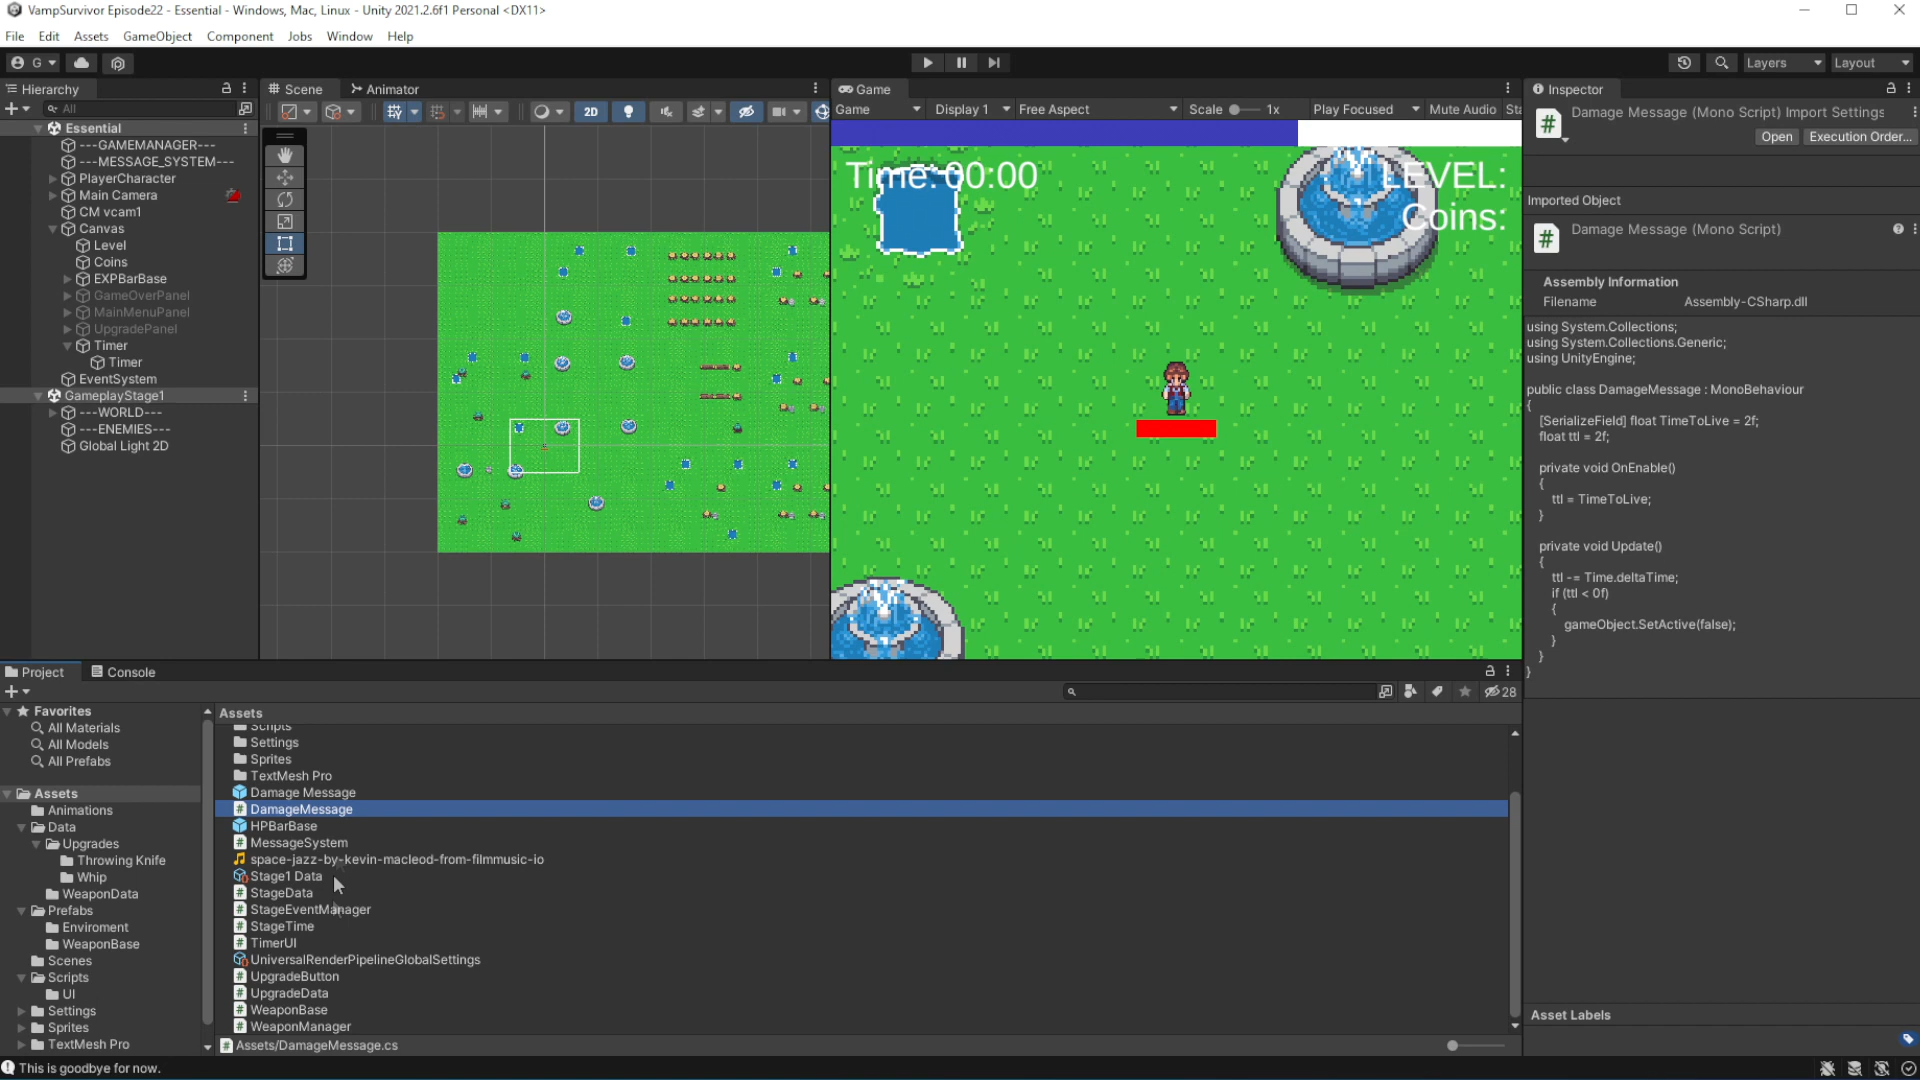 VampSurvivor Episode22 - Essential - Windows, Mac, Linux - Unity 2021.2.6f1 Personal <DX11>
File Edit Assets GameObject Component Jobs Window Help
G Layers Layout
Hierarchy
All
Essential
---GAMEMANAGER---
---MESSAGE_SYSTEM---
PlayerCharacter
Main Camera
CM vcam1
Canvas
Level
Coins
EXPBarBase
GameOverPanel
MainMenuPanel
UpgradePanel
Timer
Timer
EventSystem
GameplayStage1
---WORLD---
---ENEMIES---
Global Light 2D
Scene Animator
2D
Game
Game Display 1 Free Aspect Scale 1x Play Focused Mute Audio Sta
Time: 00:00
LEVEL:
Coins:
Inspector
Damage Message (Mono Script) Import Settings
Open Execution Order...
Imported Object
Damage Message (Mono Script)
Assembly Information
Filename Assembly-CSharp.dll
using System.Collections;
using System.Collections.Generic;
using UnityEngine;
public class DamageMessage : MonoBehaviour
{
[SerializeField] float TimeToLive = 2f;
float ttl = 2f;
private void OnEnable()
{
ttl = TimeToLive;
}
private void Update()
{
ttl -= Time.deltaTime;
if (ttl < 0f)
{
gameObject.SetActive(false);
}
}
}
Asset Labels
Project Console
28
Favorites
All Materials
All Models
All Prefabs
Assets
Animations
Data
Upgrades
Throwing Knife
Whip
WeaponData
Prefabs
Enviroment
WeaponBase
Scenes
Scripts
UI
Settings
Sprites
TextMesh Pro
Assets
Scripts
Settings
Sprites
TextMesh Pro
Damage Message
DamageMessage
HPBarBase
MessageSystem
space-jazz-by-kevin-macleod-from-filmmusic-io
Stage1 Data
StageData
StageEventManager
StageTime
TimerUI
UniversalRenderPipelineGlobalSettings
UpgradeButton
UpgradeData
WeaponBase
WeaponManager
Assets/DamageMessage.cs
This is goodbye for now.